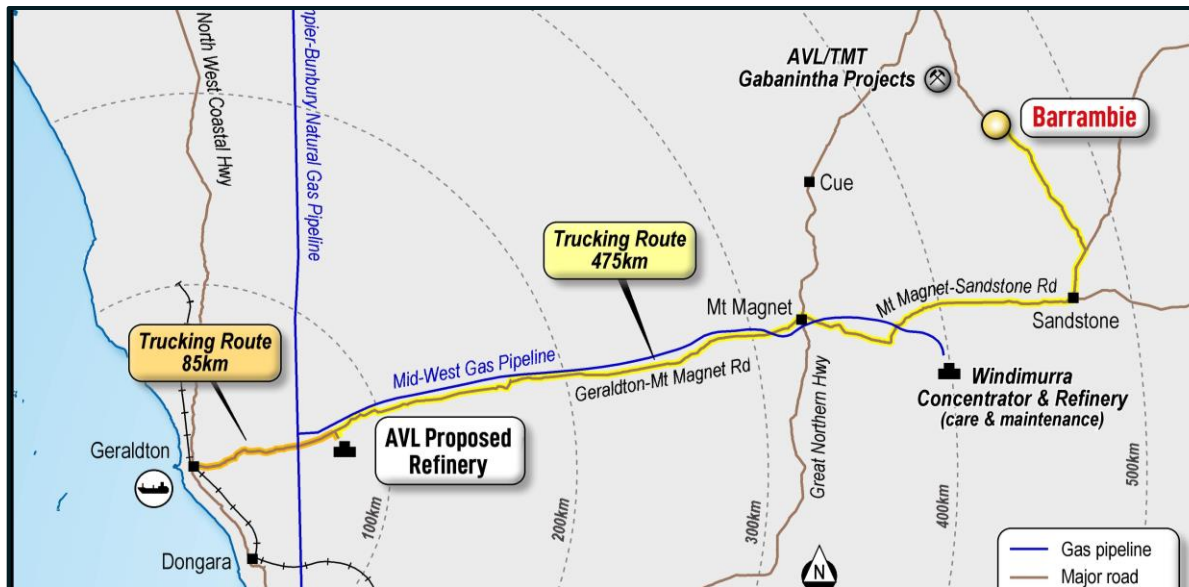 North West Coastal Hwy
mpier-Bunbury Natural Gas Pipeline
AVL/TMT
Gabanintha Projects
Barrambie
Cue
Trucking Route
475km
Mt Magnet
Mt Magnet-Sandstone Rd
Sandstone
Trucking Route
85km
Mid-West Gas Pipeline
Geraldton-Mt Magnet Rd
Great Northern Hwy
Windimurra
Concentrator & Refinery
(care & maintenance)
Geraldton
AVL Proposed
Refinery
100km
200km
300km
400km
500km
Dongara
N
Gas pipeline
Major road